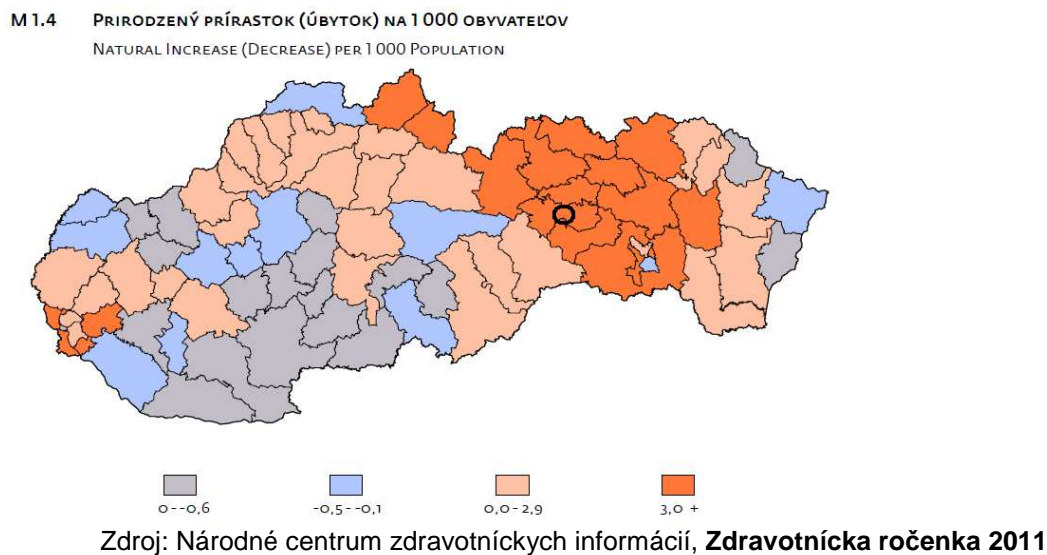 M 1.4 PRIRODZENÝ PRÍRASTOK (ÚBYTOK) NA 1 000 OBYVATEĽOV
NATURAL INCREASE (DECREASE) PER 1 000 POPULATION
0--0,6 -0,5--0,1 0,0-2,9 3,0 +
Zdroj: Národné centrum zdravotníckych informácií, Zdravotnícka ročenka 2011